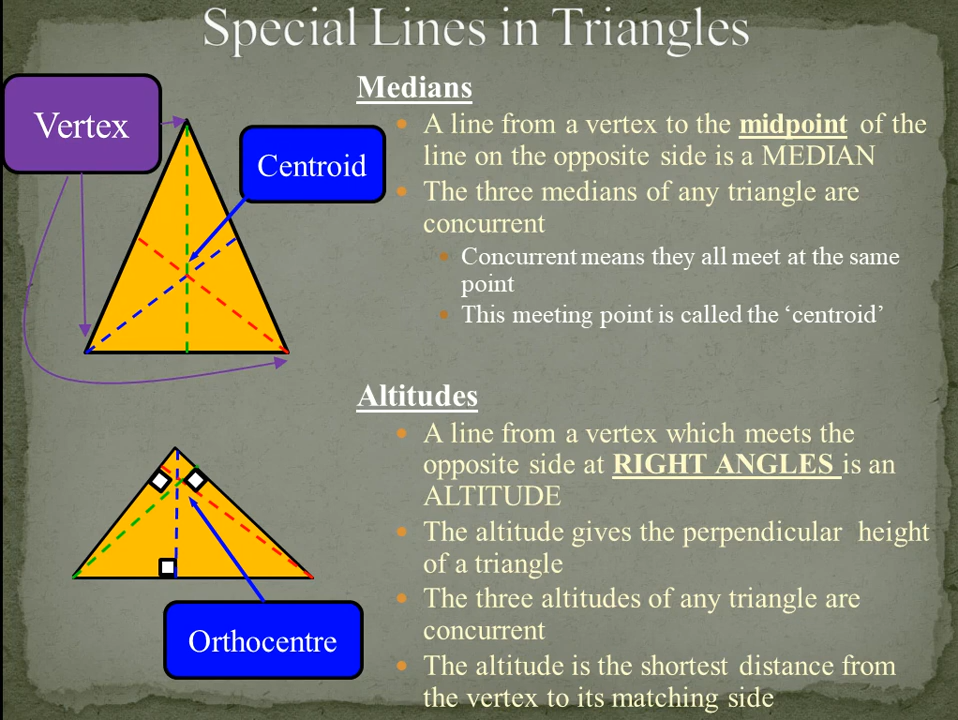 Special Lines in Triangles
Vertex
Centroid
Medians
A line from a vertex to the midpoint of the
line on the opposite side is a MEDIAN
The three medians of any triangle are
concurrent
Concurrent means they all meet at the same
point
This meeting point is called the ‘centroid’
Altitudes
A line from a vertex which meets the
opposite side at RIGHT ANGLES is an
ALTITUDE
The altitude gives the perpendicular height
of a triangle
The three altitudes of any triangle are
concurrent
The altitude is the shortest distance from
the vertex to its matching side
Orthocentre